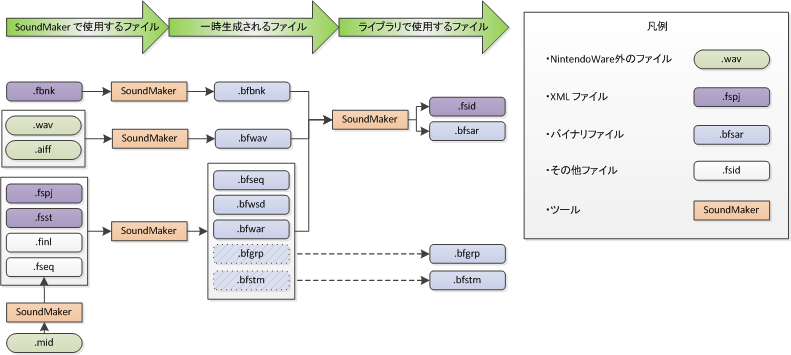 SoundMaker で使用するファイル
一時生成されるファイル
ライブラリで使用するファイル
.fbnk
SoundMaker
.bfbnk
.wav
.aiff
SoundMaker
.bfwav
SoundMaker
.fsid
.bfsar
.fspj
.fsst
.finl
.fseq
SoundMaker
.bfseq
.bfwsd
.bfwar
.bfgrp
.bfstm
.bfgrp
.bfstm
SoundMaker
.mid
凡例
・NintendoWare外のファイル
.wav
・XML ファイル
.fspj
・バイナリファイル
.bfsar
・その他ファイル
.fsid
・ツール
SoundMaker